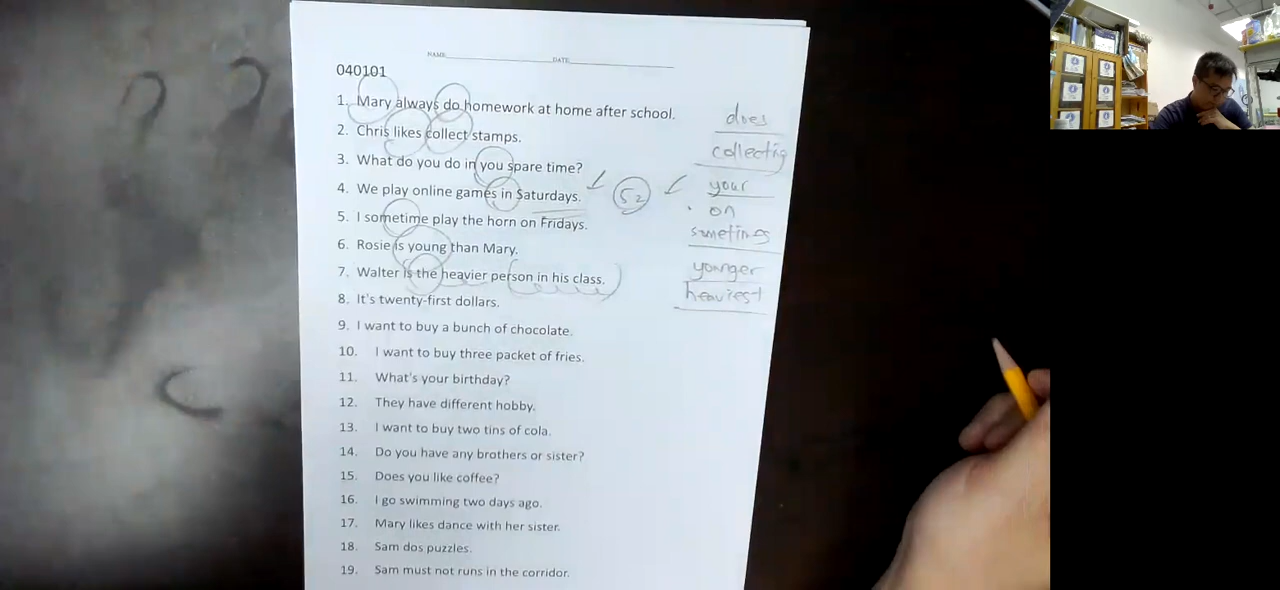 NAME DATE
040101
1. Mary always do homework at home after school. does
2. Chris likes collect stamps. collecting
3. What do you do in you spare time? your
4. We play online games in Saturdays. 52 on
5. I sometime play the horn on Fridays. sometimes
6. Rosie is young than Mary. younger
7. Walter is the heavier person in his class. heaviest
8. It's twenty-first dollars.
9. I want to buy a bunch of chocolate.
10. I want to buy three packet of fries.
11. What's your birthday?
12. They have different hobby.
13. I want to buy two tins of cola.
14. Do you have any brothers or sister?
15. Does you like coffee?
16. I go swimming two days ago.
17. Mary likes dance with her sister.
18. Sam dos puzzles.
19. Sam must not runs in the corridor.